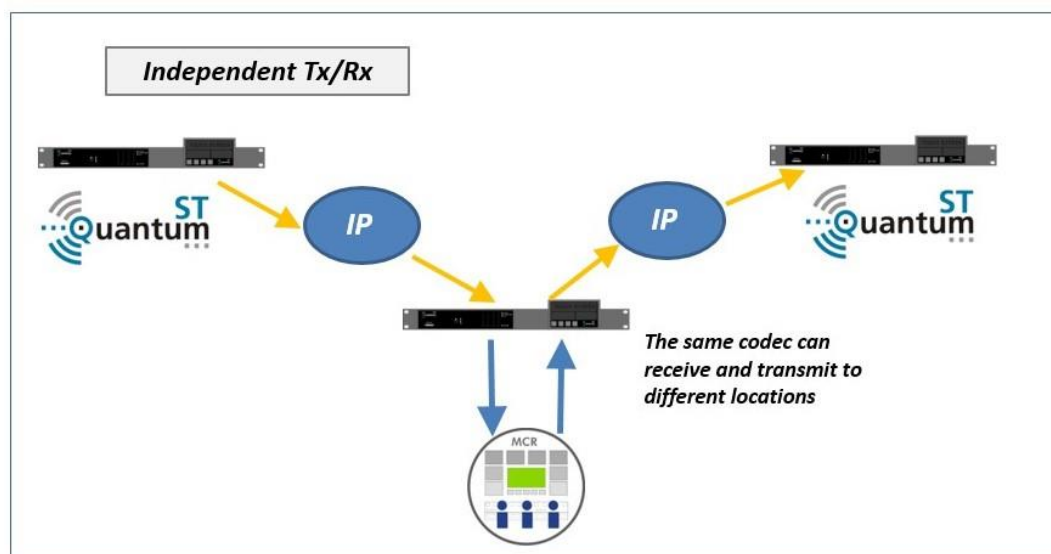 Independent Tx/Rx
ST
Quantum
IP
IP
ST
Quantum
The same codec can
receive and transmit to
different locations
MCR